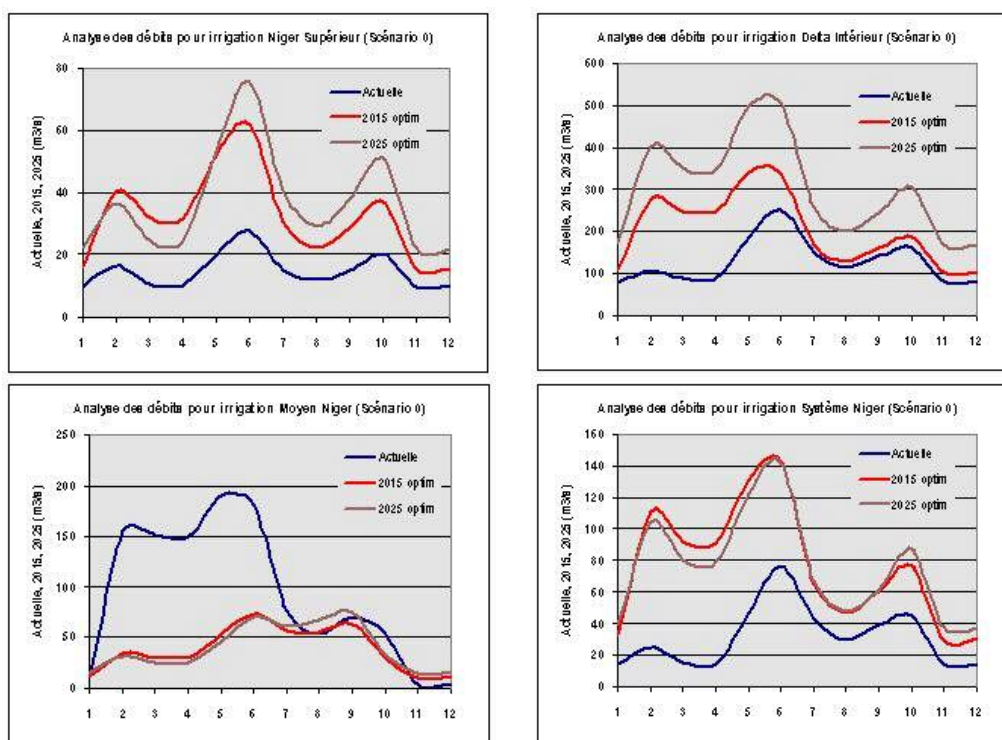 Analyse des débits pour irrigation Niger Supérieur (Scénario 0)
80
60
40
20
0
Actuelle, 2015, 2025 (m3/s)
Actuelle
2015 optim
2025 optim
1 2 3 4 5 6 7 8 9 10 11 12
Analyse des débits pour irrigation Delta Intérieur (Scénario 0)
600
500
400
300
200
100
0
Actuelle, 2015, 2025 (m3/s)
Actuelle
2015 optim
2025 optim
1 2 3 4 5 6 7 8 9 10 11 12
Analyse des débits pour irrigation Moyen Niger (Scénario 0)
250
200
150
100
50
0
Actuelle, 2015, 2025 (m3/s)
Actuelle
2015 optim
2025 optim
1 2 3 4 5 6 7 8 9 10 11 12
Analyse des débits pour irrigation Système Niger (Scénario 0)
160
140
120
100
80
60
40
20
0
Actuelle, 2015, 2025 (m3/s)
Actuelle
2015 optim
2025 optim
1 2 3 4 5 6 7 8 9 10 11 12